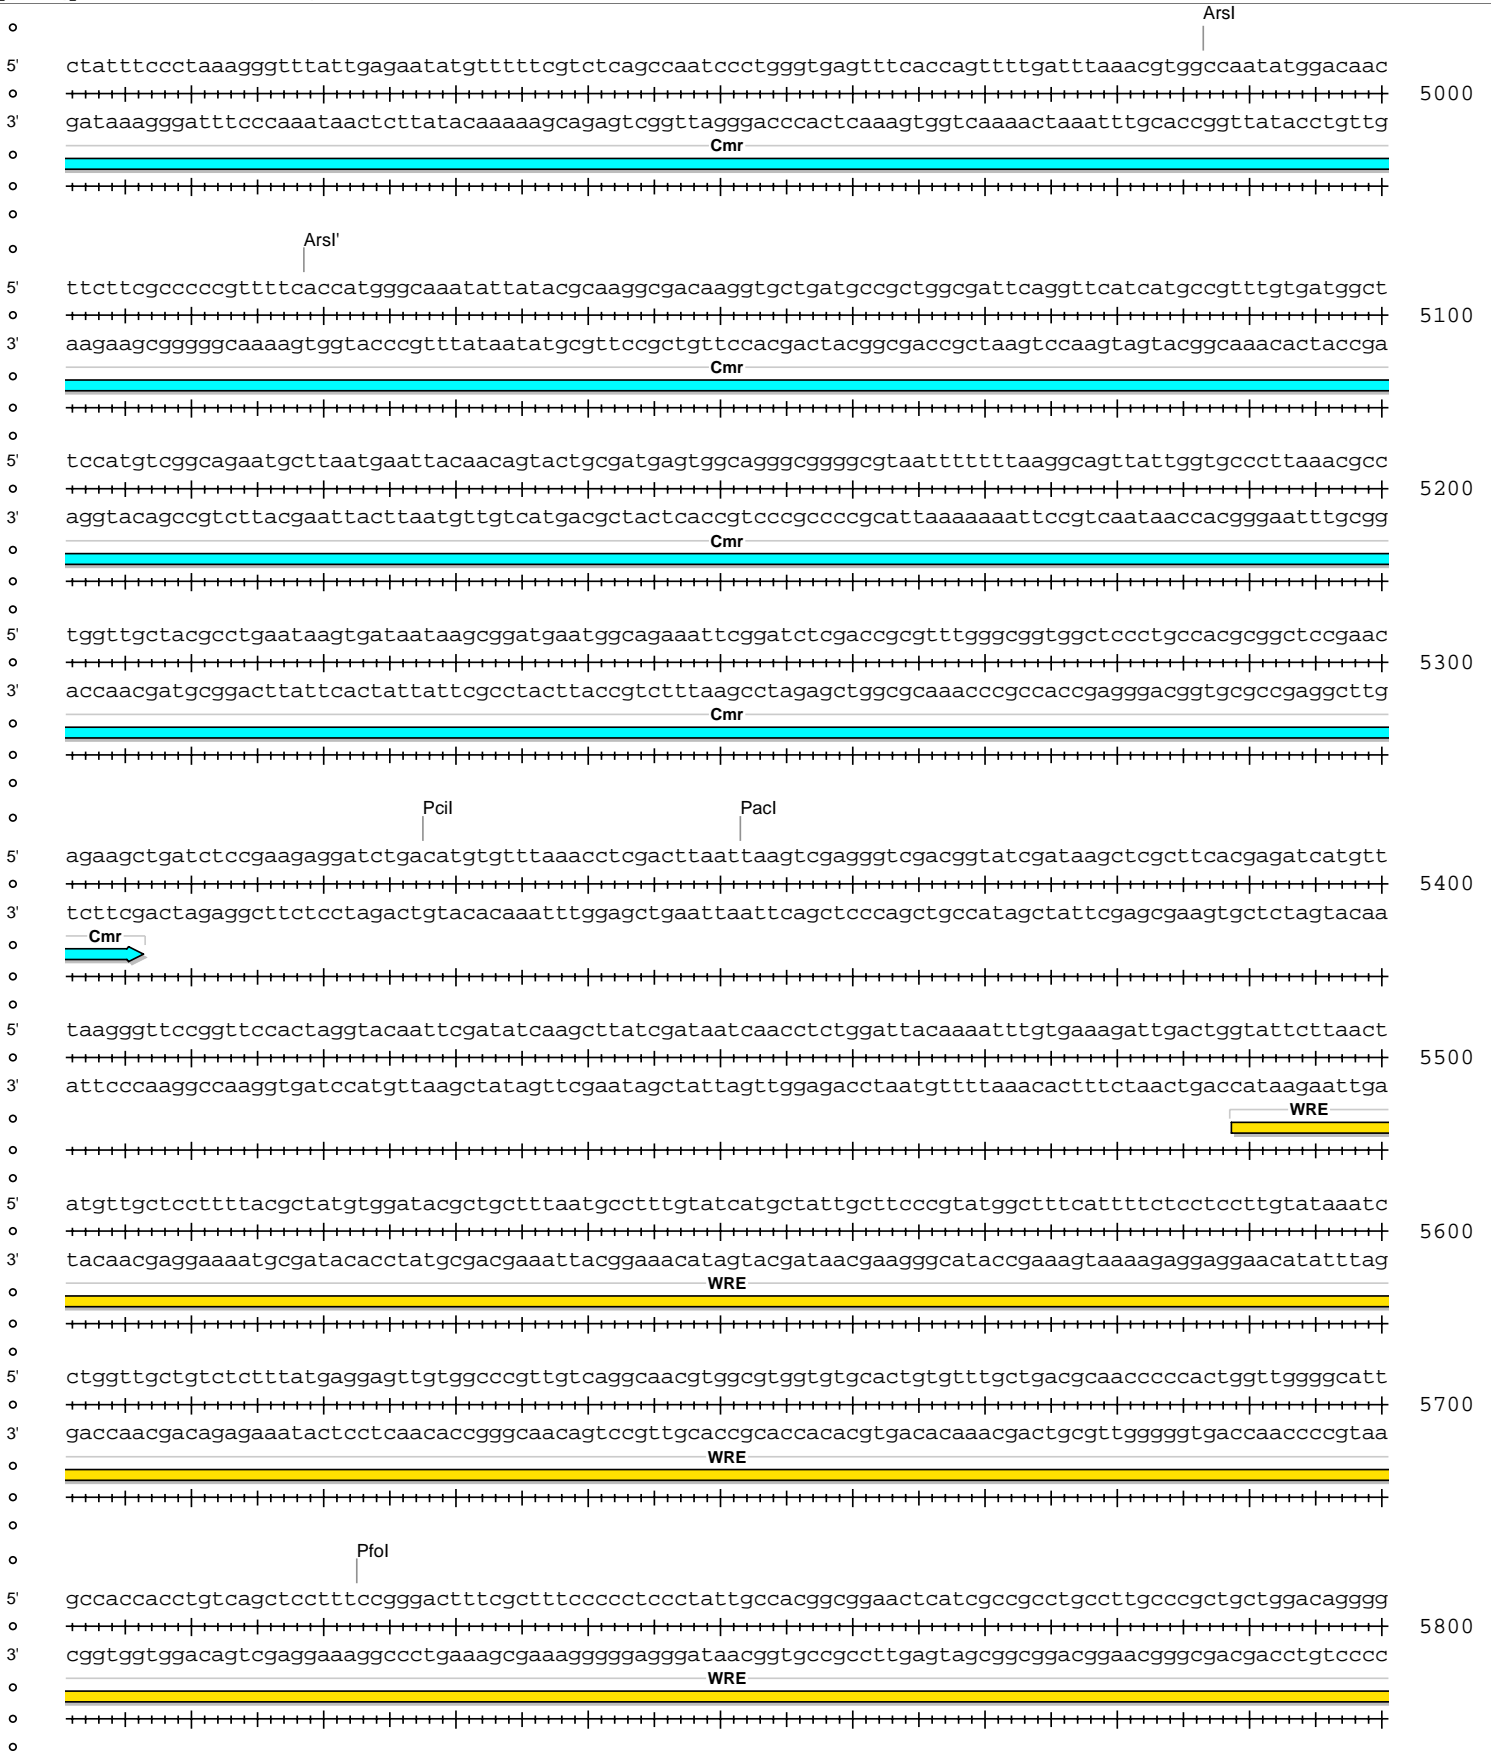 ArsI
5' ctatttccctaaagggtttattgagaatatgtttttcgtctcagccaatccctgggtgagtttcaccagttttgatttaaacgtggccaatatggacaac
5000
3' gataaagggatttcccaaataactcttatacaaaaagcagagtcggttagggacccactcaaagtggtcaaaactaaatttgcaccggttatacctgttg
Cmr
ArsI'
5' ttcttcgcccccgttttcaccatgggcaaatattatacgcaaggcgacaaggtgctgatgccgctggcgattcaggttcatcatgccgtttgtgatggct
5100
3' aagaagcgggggcaaaagtggtacccgtttataatatgcgttccgctgttccacgactacggcgaccgctaagtccaagtagtacggcaaacactaccga
Cmr
5' tccatgtcggcagaatgcttaatgaattacaacagtactgcgatgagtggcagggcggggcgtaatttttttaaggcagttattggtgcccttaaacgcc
5200
3' aggtacagccgtcttacgaattacttaatgttgtcatgacgctactcaccgtcccgccccgcattaaaaaaattccgtcaataaccacgggaatttgcgg
Cmr
5' tggttgctacgcctgaataagtgataataagcggatgaatggcagaaattcggatctcgaccgcgtttgggcggtggctccctgccacgcggctccgaac
5300
3' accaacgatgcggacttattcactattattcgcctacttaccgtctttaagcctagagctggcgcaaacccgccaccgagggacggtgcgccgaggcttg
Cmr
PciI PacI
5' agaagctgatctccgaagaggatctgacatgtgtttaaacctcgacttaattaagtcgagggtcgacggtatcgataagctcgcttcacgagatcatgtt
5400
3' tcttcgactagaggcttctcctagactgtacacaaatttggagctgaattaattcagctcccagctgccatagctattcgagcgaagtgctctagtacaa
Cmr
5' taagggttccggttccactaggtacaattcgatatcaagcttatcgataatcaacctctggattacaaaatttgtgaaagattgactggtattcttaact
5500
3' attcccaaggccaaggtgatccatgttaagctatagttcgaatagctattagttggagacctaatgttttaaacactttctaactgaccataagaattga
WRE
5' atgttgctccttttacgctatgtggatacgctgctttaatgcctttgtatcatgctattgcttcccgtatggctttcattttctcctccttgtataaatc
5600
3' tacaacgaggaaaatgcgatacacctatgcgacgaaattacggaaacatagtacgataacgaagggcataccgaaagtaaaagaggaggaacatatttag
WRE
5' ctggttgctgtctctttatgaggagttgtggcccgttgtcaggcaacgtggcgtggtgtgcactgtgtttgctgacgcaacccccactggttggggcatt
5700
3' gaccaacgacagagaaatactcctcaacaccgggcaacagtccgttgcaccgcaccacacgtgacacaaacgactgcgttgggggtgaccaaccccgtaa
WRE
PfoI
5' gccaccacctgtcagctcctttccgggactttcgctttccccctccctattgccacggcggaactcatcgccgcctgccttgcccgctgctggacagggg
5800
3' cggtggtggacagtcgaggaaaggccctgaaagcgaaagggggagggataacggtgccgccttgagtagcggcggacggaacgggcgacgacctgtcccc
WRE